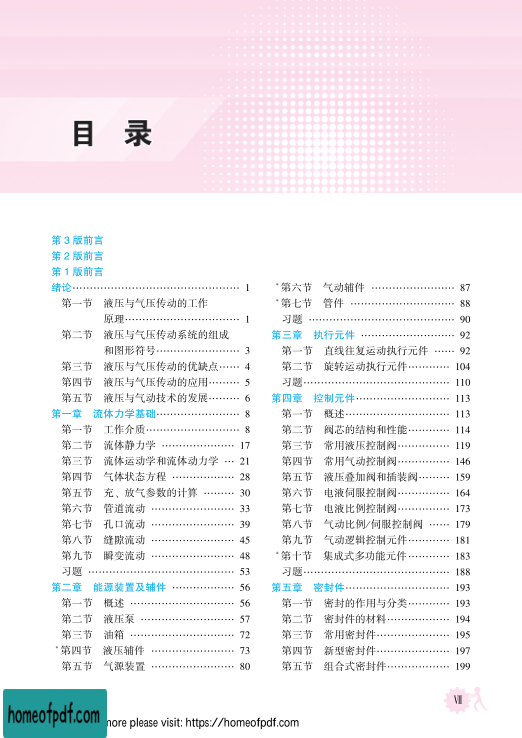 目 录
第 3 版前言
第 2 版前言
第 1 版前言
绪论…………………………………… 1
第一节 液压与气压传动的工作
原理……………………… 1
第二节 液压与气压传动系统的组成
和图形符号………………… 3
第三节 液压与气压传动的优缺点…… 4
第四节 液压与气压传动的应用……… 5
第五节 液压与气动技术的发展……… 6
第一章 流体力学基础………………… 8
第一节 工作介质…………………… 8
第二节 流体静力学 ……………… 17
第三节 流体运动学和流体动力学 … 21
第四节 气体状态方程 …………… 28
第五节 充、放气参数的计算 ……… 30
第六节 管道流动 ………………… 33
第七节 孔口流动 ………………… 39
第八节 缝隙流动 ………………… 45
第九节 瞬变流动 ………………… 48
习题 ……………………………… 53
第二章 能源装置及辅件 …………… 56
第一节 概述 ……………………… 56
第二节 液压泵 …………………… 57
第三节 油箱 ……………………… 72
*第四节 液压辅件 ………………… 73
第五节 气源装置 ………………… 80
*第六节 气动辅件 ………………… 87
*第七节 管件 ……………………… 88
习题 ……………………………… 90
第三章 执行元件 …………………… 92
第一节 直线往复运动执行元件 …… 92
第二节 旋转运动执行元件………… 104
习题………………………………… 110
第四章 控制元件…………………… 113
第一节 概述……………………… 113
第二节 阀芯的结构和性能………… 114
第三节 常用液压控制阀…………… 119
第四节 常用气动控制阀…………… 146
第五节 液压叠加阀和插装阀……… 159
第六节 电液伺服控制阀…………… 164
第七节 电液比例控制阀…………… 173
第八节 气动比例/伺服控制阀 …… 179
第九节 气动逻辑控制元件………… 181
*第十节 集成式多功能元件………… 183
习题………………………………… 188
第五章 密封件……………………… 193
第一节 密封的作用与分类………… 193
第二节 密封件的材料……………… 194
第三节 常用密封件………………… 195
第四节 新型密封件………………… 197
第五节 组合式密封件……………… 199
Ⅶ
homeofpdf.com
more please visit: https://homeofpdf.com